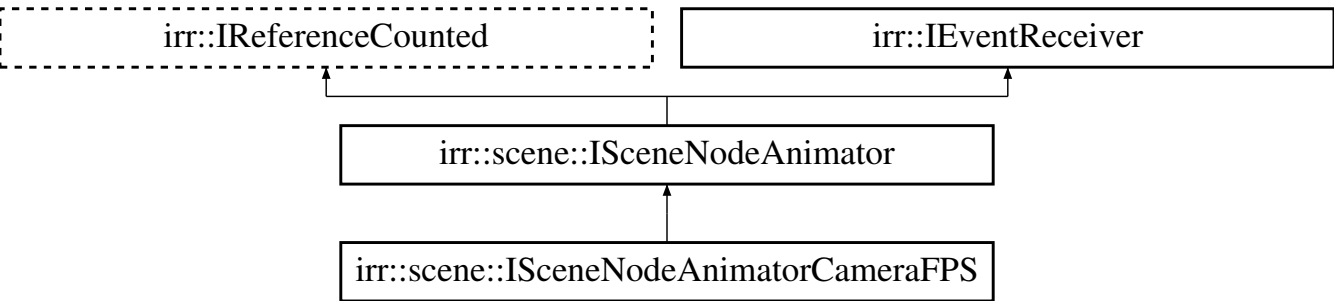 irr::IReferenceCounted
irr::IEventReceiver
irr::scene::ISceneNodeAnimator
irr::scene::ISceneNodeAnimatorCameraFPS